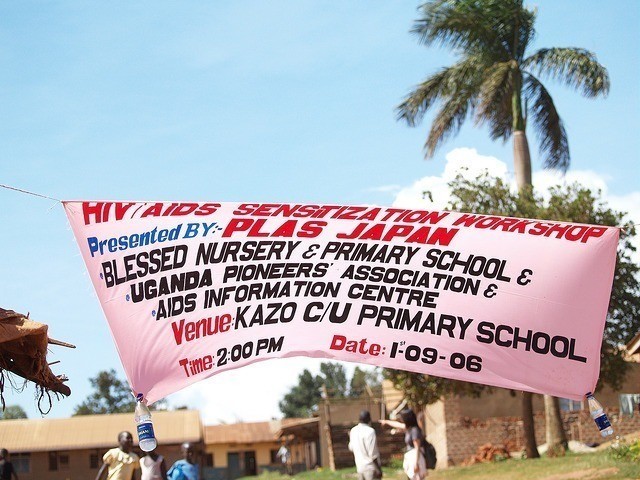 HIV/AIDS SENSITIZATION WORKSHOP
Presented BY:- PLAS JAPAN
·BLESSED NURSERY & PRIMARY SCHOOL &
·UGANDA PIONEERS' ASSOCIATION &
·AIDS INFORMATION CENTRE
Venue: KAZO C/U PRIMARY SCHOOL
Time: 2:00 PM Date: 1st-09-06